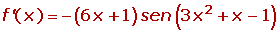 f'(x) = -(6x+1) sen (3x² + x - 1)